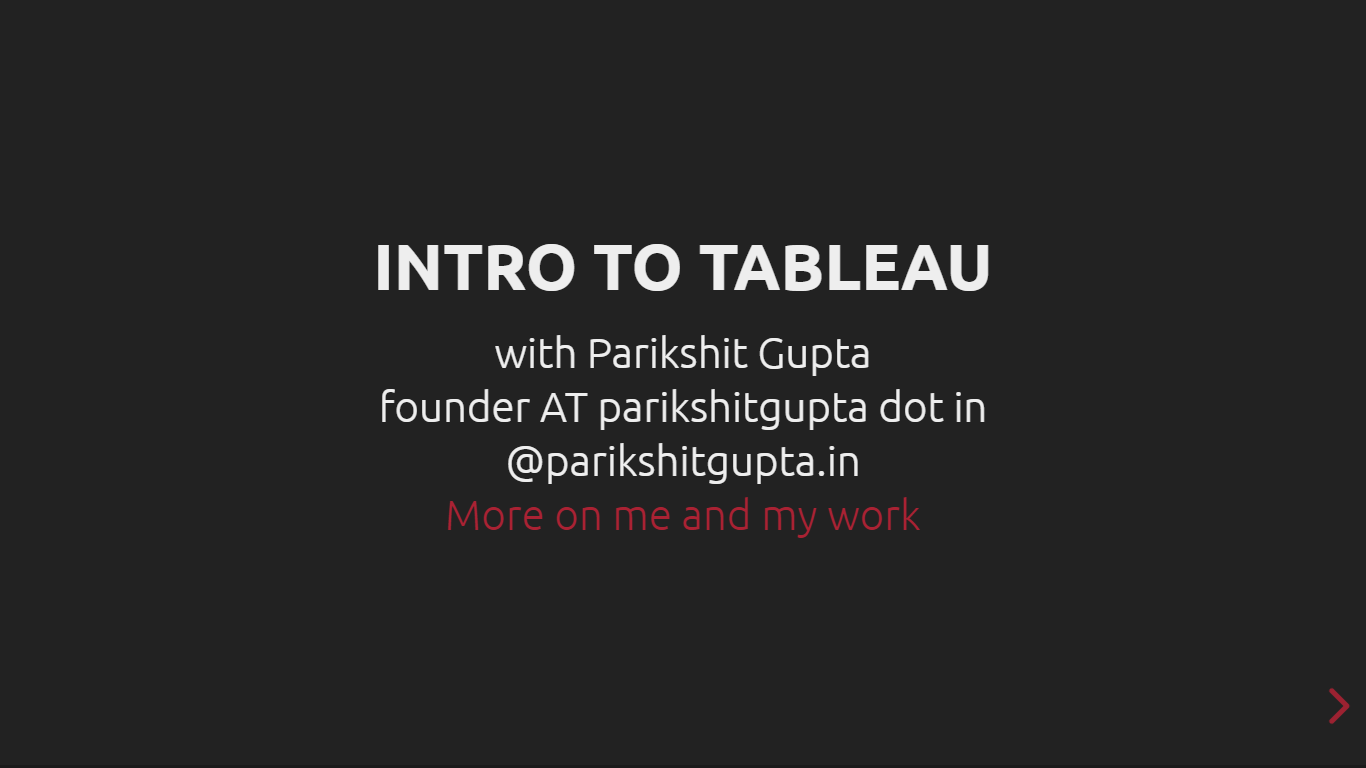 INTRO TO TABLEAU
with Parikshit Gupta
founder AT parikshitgupta dot in
@parikshitgupta.in
More on me and my work